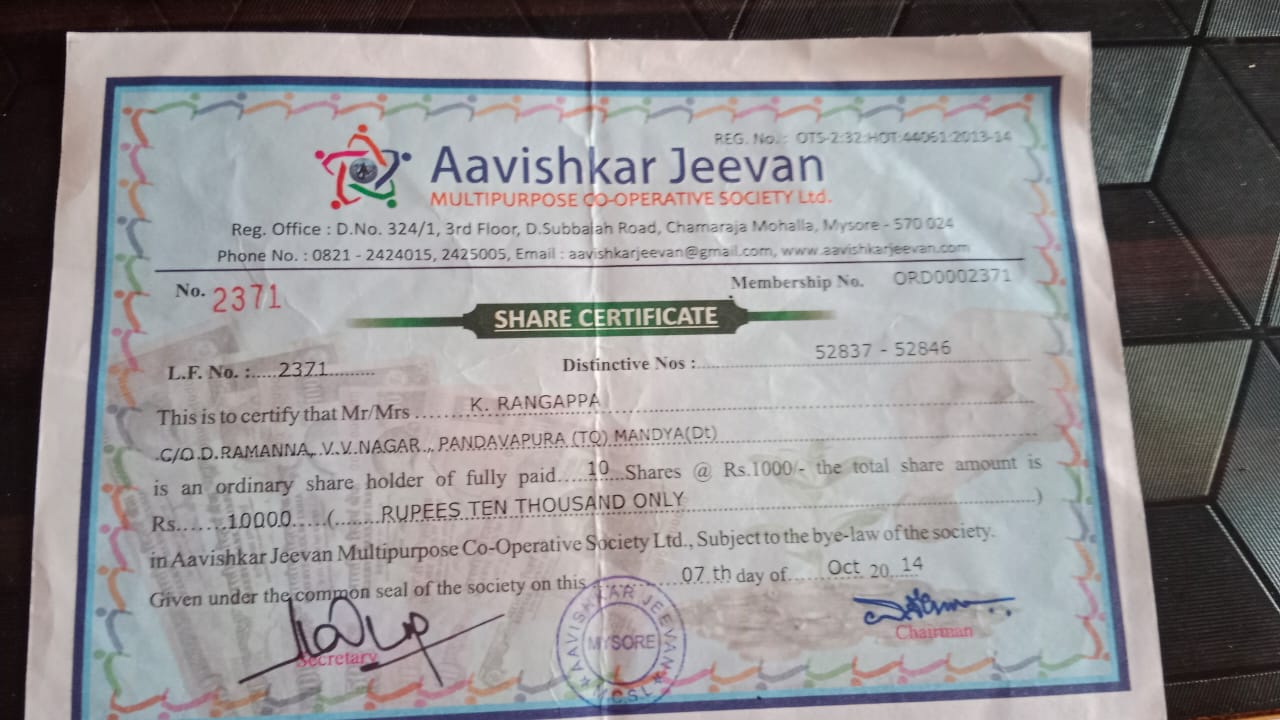 REG. No. : OTS-2:32:HOT:44061:2013-14
Aavishkar Jeevan
MULTIPURPOSE CO-OPERATIVE SOCIETY Ltd.
Reg. Office : D.No. 324/1, 3rd Floor, D.Subbaiah Road, Chamaraja Mohalla, Mysore - 570 024
Phone No. : 0821 - 2424015, 2425005, Email : aavishkarjeevan@gmail.com, www.aavishkarjeevan.com
No. 2371 Membership No. ORD0002371
SHARE CERTIFICATE
L.F. No. :.....2371......... Distinctive Nos :.......... 52837 - 52846
This is to certify that Mr/Mrs ....... K. RANGAPPA
C/O.D.RAMANNA, V.V.NAGAR., PANDAVAPURA (TQ) MANDYA(Dt)
is an ordinary share holder of fully paid.....10...Shares @ Rs.1000/- the total share amount is
Rs.......10000.....(........RUPEES TEN THOUSAND ONLY..........)
in Aavishkar Jeevan Multipurpose Co-Operative Society Ltd., Subject to the bye-law of the society.
Given under the common seal of the society on this ............... 07.th day of....... Oct 20 14
AAVISHKAR JEEVAN
MYSORE
M.C.S.L
Secretary
Chairman